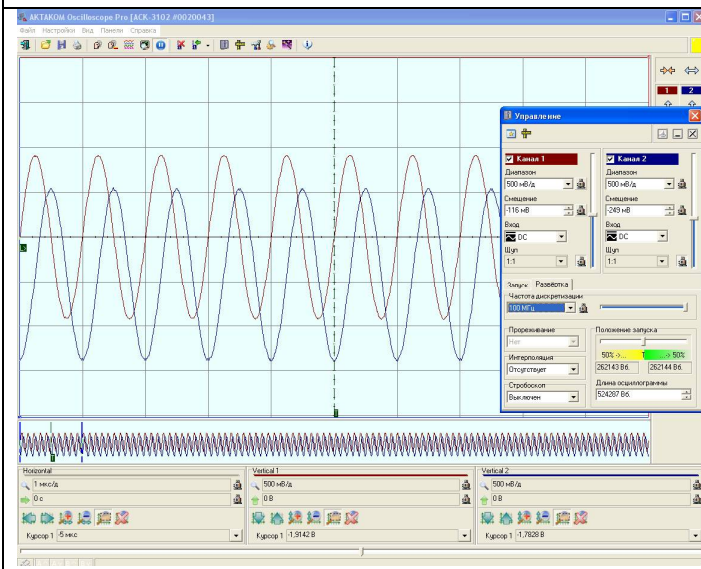 AKTAKOM Oscilloscope Pro [АСК-3102 #0020043]
Файл Настройки Вид Панели Справка
1 2
Управление
Канал 1 Канал 2
Диапазон Диапазон
500 мВ/д 500 мВ/д
Смещение Смещение
-116 мВ -249 мВ
Вход Вход
DC DC
Щуп Щуп
1:1 1:1
Запуск Развёртка
Частота дискретизации
100 МГц
Прореживание Положение запуска
Нет
50% ->... T ...-> 50%
Интерполяция
Отсутствует
262143 Вб. 262144 Вб.
Стробоскоп Длина осциллограммы
Выключен 524287 Вб.
Horizontal Vertical 1 Vertical 2
1 мкс/д 500 мВ/д 500 мВ/д
0 с 0 В 0 В
Курсор 1 -5 мкс Курсор 1 -1,9142 В Курсор 1 -1,7828 В